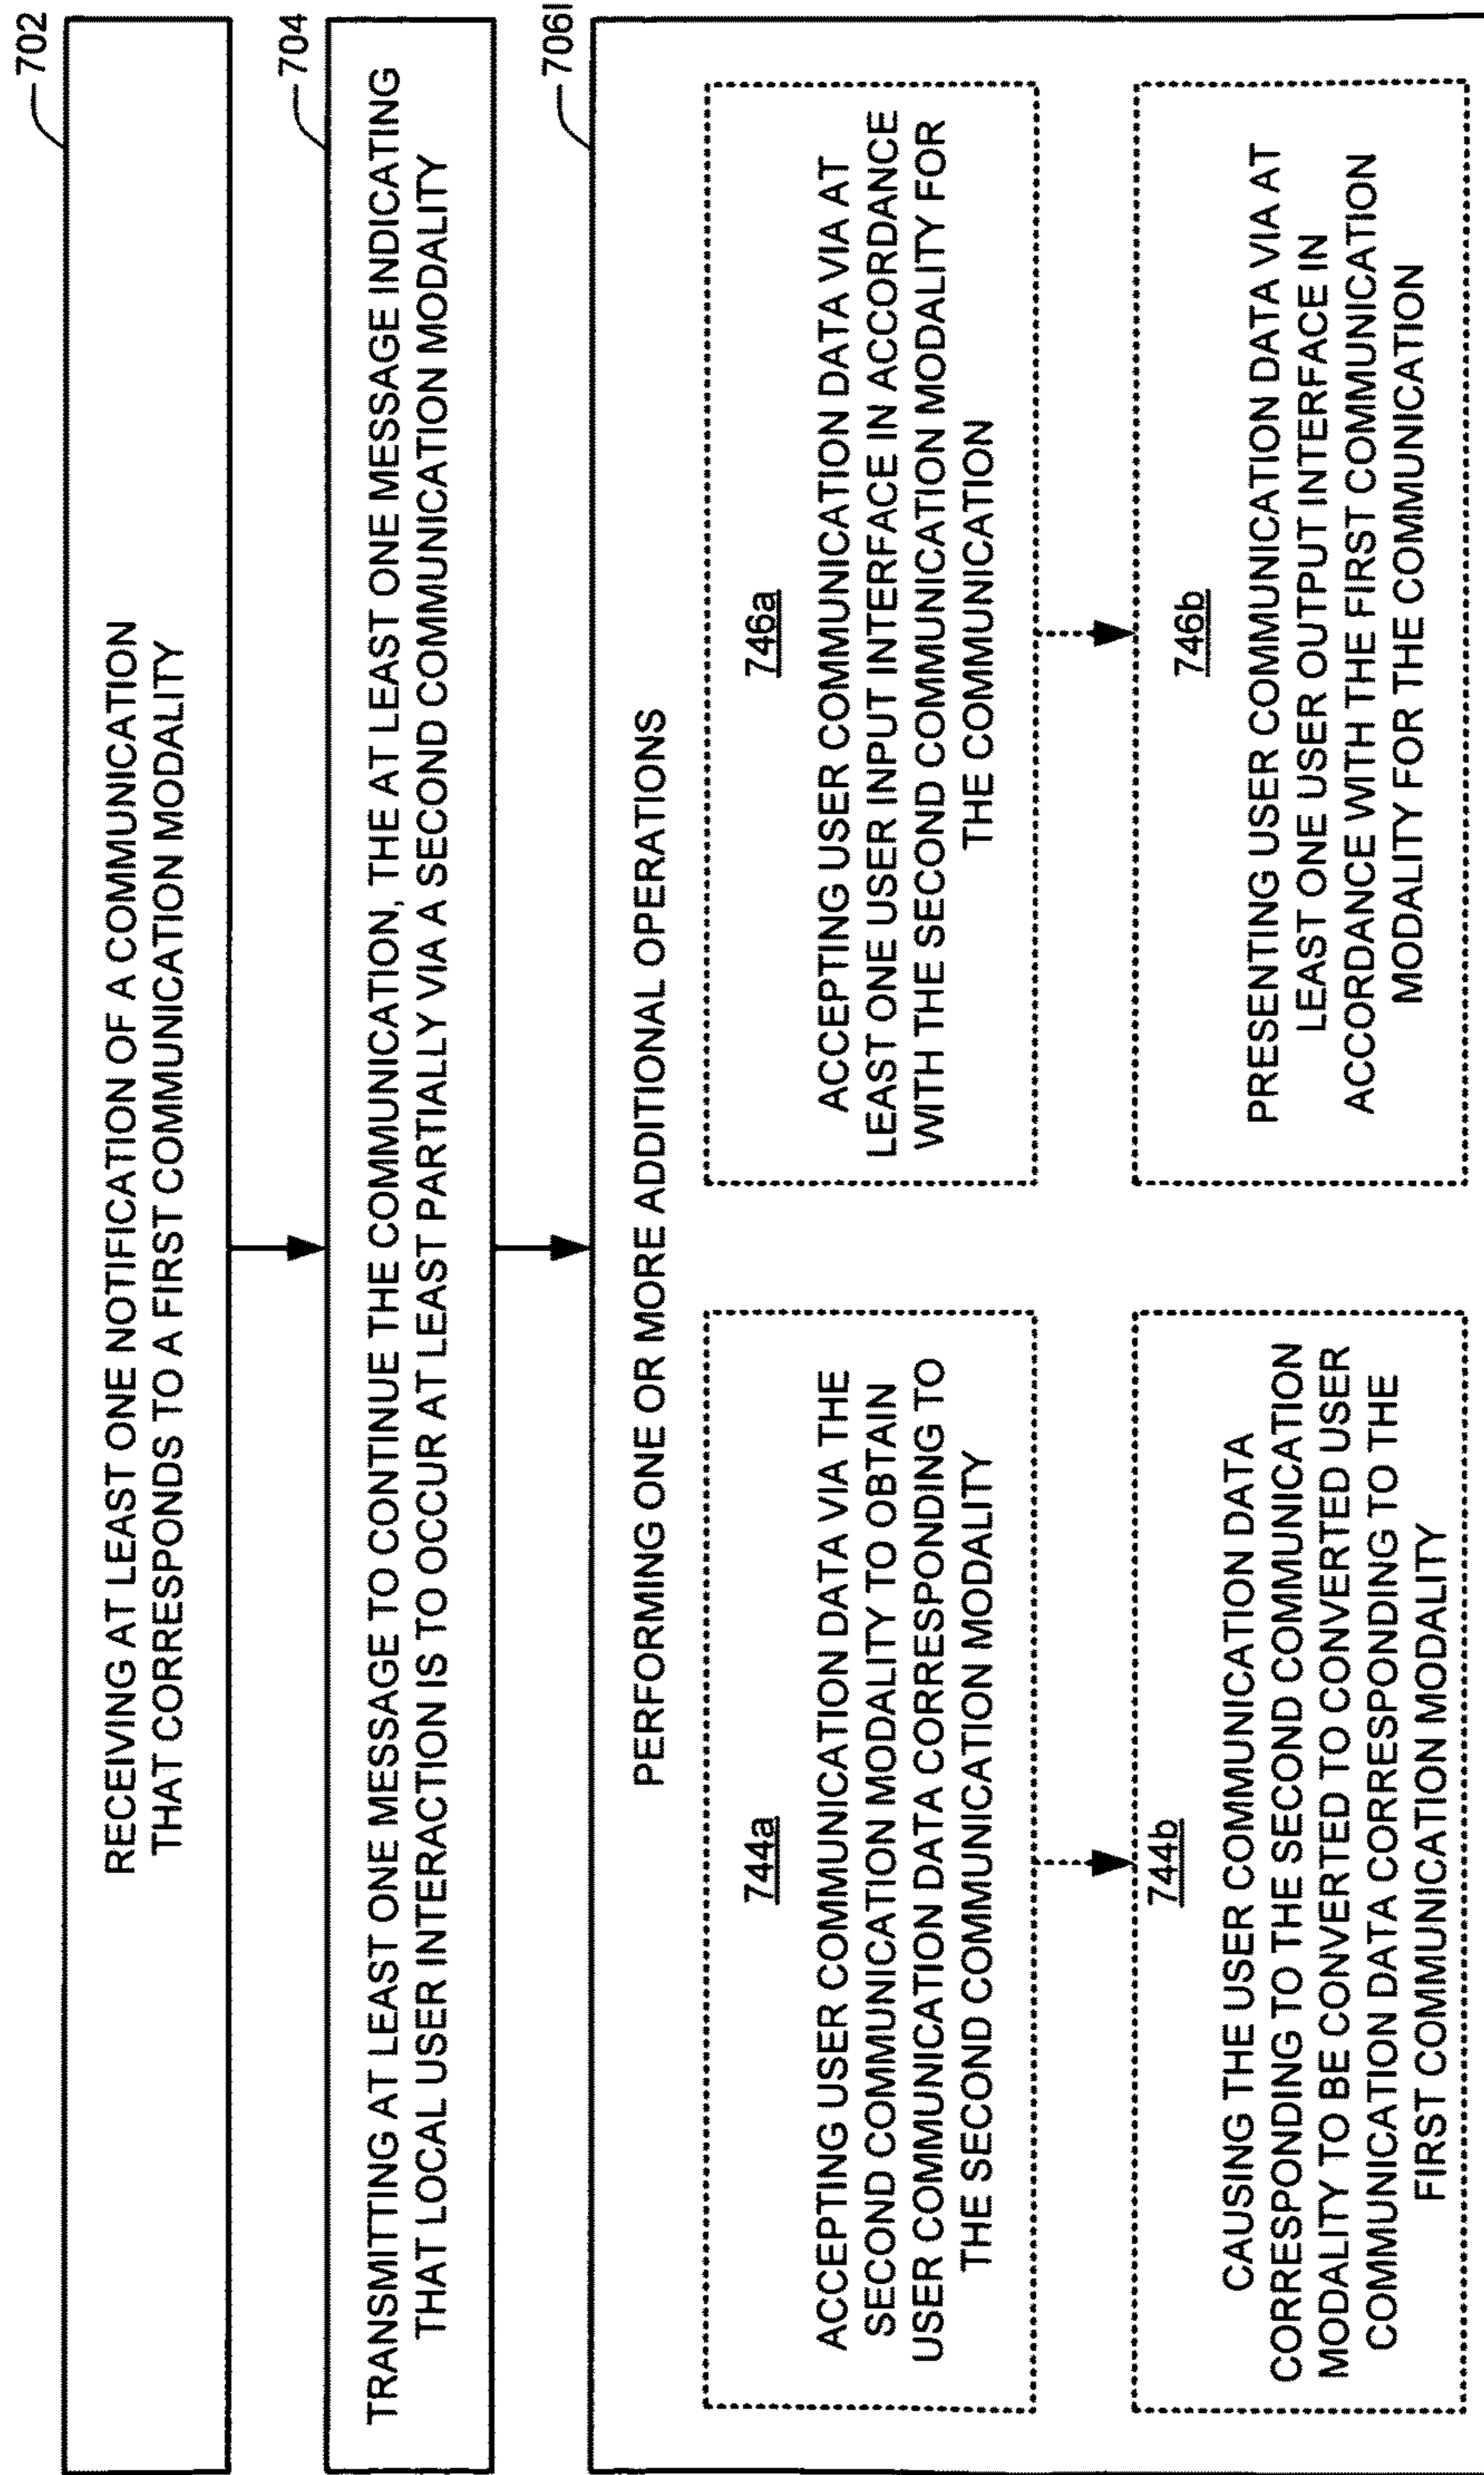 702
RECEIVING AT LEAST ONE NOTIFICATION OF A COMMUNICATION
THAT CORRESPONDS TO A FIRST COMMUNICATION MODALITY
704
TRANSMITTING AT LEAST ONE MESSAGE TO CONTINUE THE COMMUNICATION, THE AT LEAST ONE MESSAGE INDICATING
THAT LOCAL USER INTERACTION IS TO OCCUR AT LEAST PARTIALLY VIA A SECOND COMMUNICATION MODALITY
706l
PERFORMING ONE OR MORE ADDITIONAL OPERATIONS
744a
ACCEPTING USER COMMUNICATION DATA VIA THE
SECOND COMMUNICATION MODALITY TO OBTAIN
USER COMMUNICATION DATA CORRESPONDING TO
THE SECOND COMMUNICATION MODALITY
744b
CAUSING THE USER COMMUNICATION DATA
CORRESPONDING TO THE SECOND COMMUNICATION
MODALITY TO BE CONVERTED TO CONVERTED USER
COMMUNICATION DATA CORRESPONDING TO THE
FIRST COMMUNICATION MODALITY
746a
ACCEPTING USER COMMUNICATION DATA VIA AT
LEAST ONE USER INPUT INTERFACE IN ACCORDANCE
WITH THE SECOND COMMUNICATION MODALITY FOR
THE COMMUNICATION
746b
PRESENTING USER COMMUNICATION DATA VIA AT
LEAST ONE USER OUTPUT INTERFACE IN
ACCORDANCE WITH THE FIRST COMMUNICATION
MODALITY FOR THE COMMUNICATION